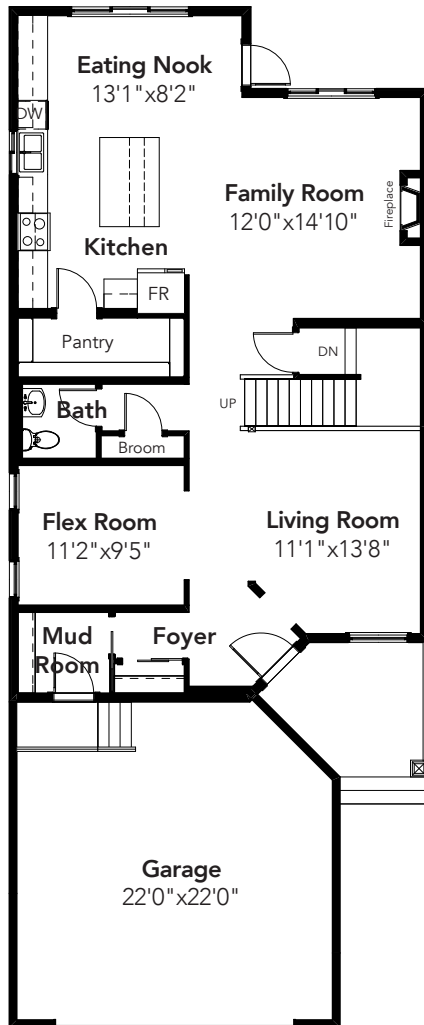 Eating Nook
13'1"x8'2"
DW
Family Room
12'0"x14'10"
Fireplace
Kitchen
FR
Pantry
DN
UP
Bath
Broom
Flex Room
11'2"x9'5"
Living Room
11'1"x13'8"
Mud
Room
Foyer
Garage
22'0"x22'0"